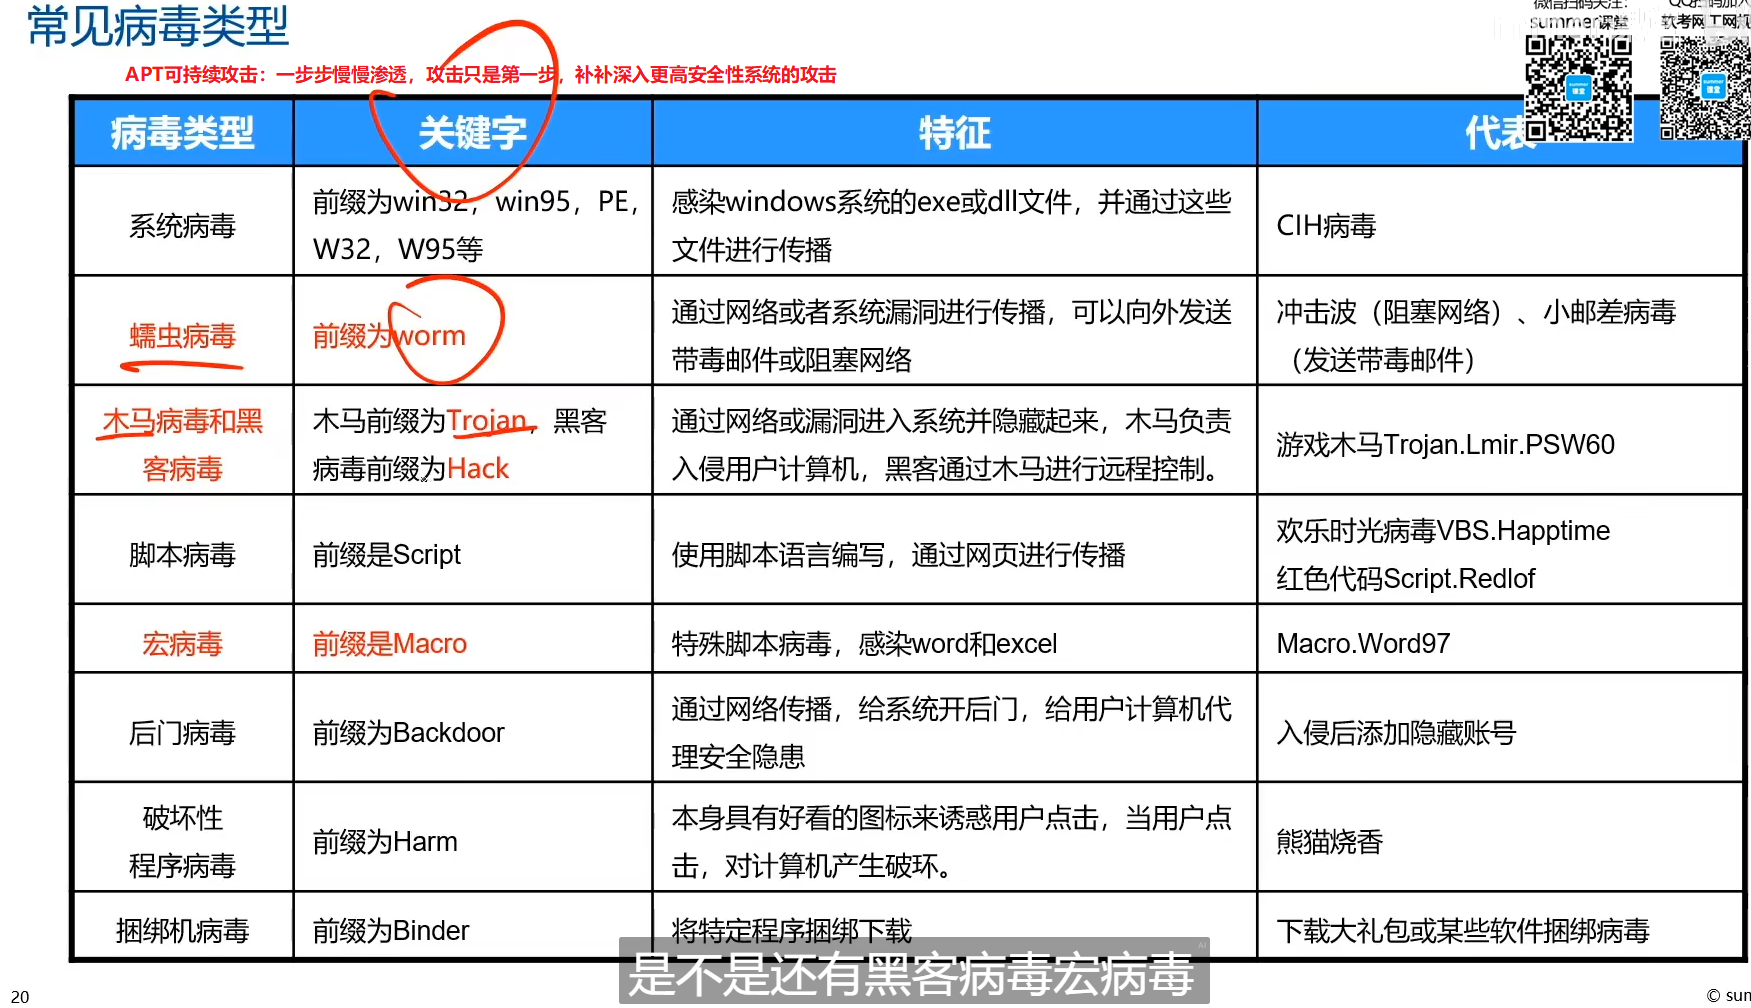 常见病毒类型
微信扫码关注:
summer课堂
QQ扫码加入
软考网工网规
APT可持续攻击：一步步慢慢渗透，攻击只是第一步，补补深入更高安全性系统的攻击
病毒类型 关键字 特征 代表
系统病毒
前缀为win32，win95，PE，
W32，W95等
感染windows系统的exe或dll文件，并通过这些
文件进行传播
CIH病毒
蠕虫病毒
前缀为worm
通过网络或者系统漏洞进行传播，可以向外发送
带毒邮件或阻塞网络
冲击波（阻塞网络）、小邮差病毒
（发送带毒邮件）
木马病毒和黑
客病毒
木马前缀为Trojan，黑客
病毒前缀为Hack
通过网络或漏洞进入系统并隐藏起来，木马负责
入侵用户计算机，黑客通过木马进行远程控制。
游戏木马Trojan.Lmir.PSW60
脚本病毒
前缀是Script
使用脚本语言编写，通过网页进行传播
欢乐时光病毒VBS.Happtime
红色代码Script.Redlof
宏病毒
前缀是Macro
特殊脚本病毒，感染word和excel
Macro.Word97
后门病毒
前缀为Backdoor
通过网络传播，给系统开后门，给用户计算机代
理安全隐患
入侵后添加隐藏账号
破坏性
程序病毒
前缀为Harm
本身具有好看的图标来诱惑用户点击，当用户点
击，对计算机产生破坏。
熊猫烧香
捆绑机病毒
前缀为Binder
将特定程序捆绑下载
下载大礼包或某些软件捆绑病毒
是不是还有黑客病毒宏病毒
AI
20
© sum